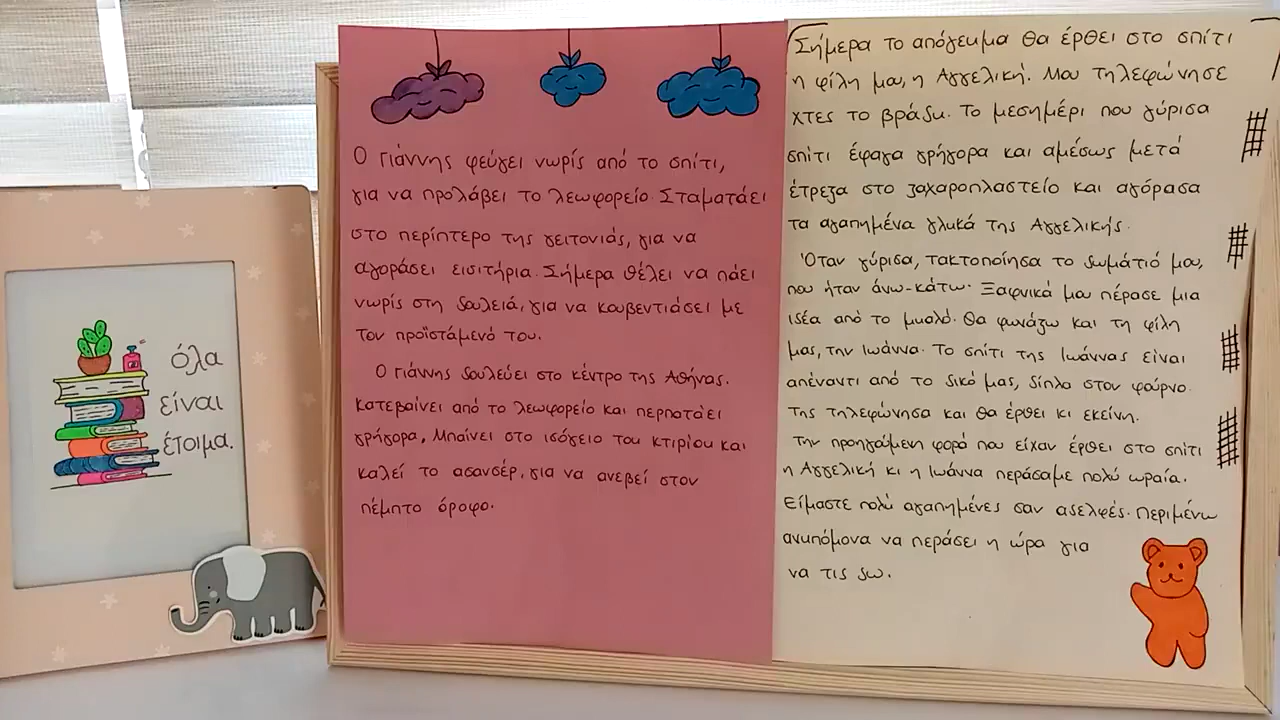 όλα
είναι
έτοιμα.
Ο Γιάννης φεύγει νωρίς από το σπίτι,
για να προλάβει το λεωφορείο. Σταματάει
στο περίπτερο της γειτονιάς, για να
αγοράσει εισιτήρια. Σήμερα θέλει να πάει
νωρίς στη δουλειά, για να κουβεντιάσει με
τον προϊστάμενό του.
Ο Γιάννης δουλεύει στο κέντρο της Αθήνας.
Κατεβαίνει από το λεωφορείο και περπατάει
γρήγορα. Μπαίνει στο ισόγειο του κτιρίου και
καλεί το ασανσέρ, για να ανεβεί στον
πέμπτο όροφο.
Σήμερα το απόγευμα θα έρθει στο σπίτι
η φίλη μου, η Αγγελική. Μου τηλεφώνησε
χτες το βράδυ. Το μεσημέρι που γύρισα
σπίτι έφαγα γρήγορα και αμέσως μετά
έτρεξα στο ζαχαροπλαστείο και αγόρασα
τα αγαπημένα γλυκά της Αγγελικής.
Όταν γύρισα, τακτοποίησα το δωμάτιό μου,
που ήταν άνω-κάτω. Ξαφνικά μου πέρασε μια
ιδέα από το μυαλό. Θα φωνάξω και τη φίλη
μας, την Ιωάννα. Το σπίτι της Ιωάννας είναι
απέναντι από το δικό μας, δίπλα στον φούρνο.
Της τηλεφώνησα και θα έρθει κι εκείνη.
Την προηγούμενη φορά που είχαν έρθει στο σπίτι
η Αγγελική κι η Ιωάννα περάσαμε πολύ ωραία.
Είμαστε πολύ αγαπημένες σαν αδελφές. Περιμένω
ανυπόμονα να περάσει η ώρα για
να τις δω.